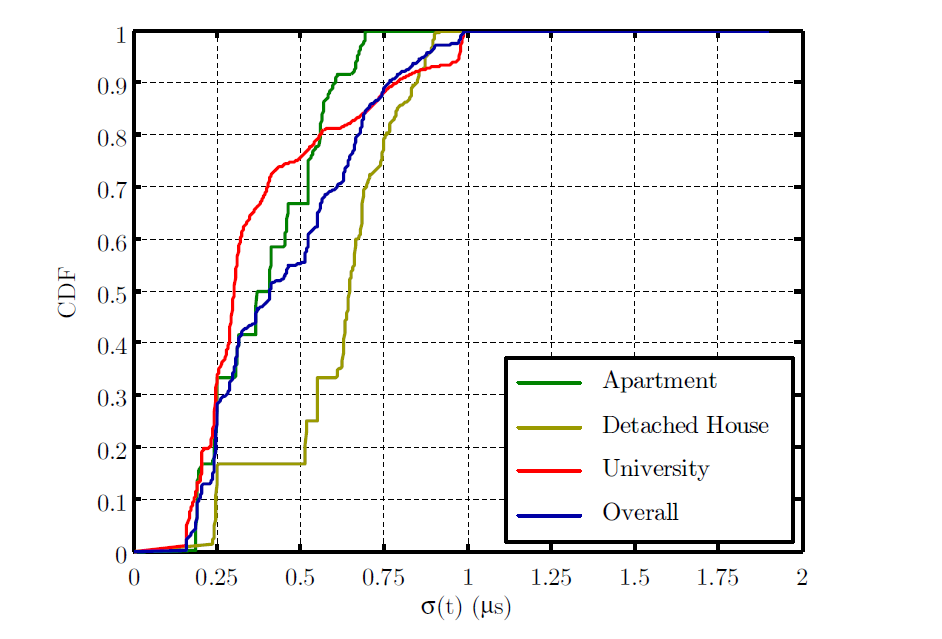 1
0.9
0.8
0.7
0.6
0.5
0.4
0.3
0.2
0.1
0
CDF
0 0.25 0.5 0.75 1 1.25 1.5 1.75 2
σ(t) (μs)
Apartment
Detached House
University
Overall